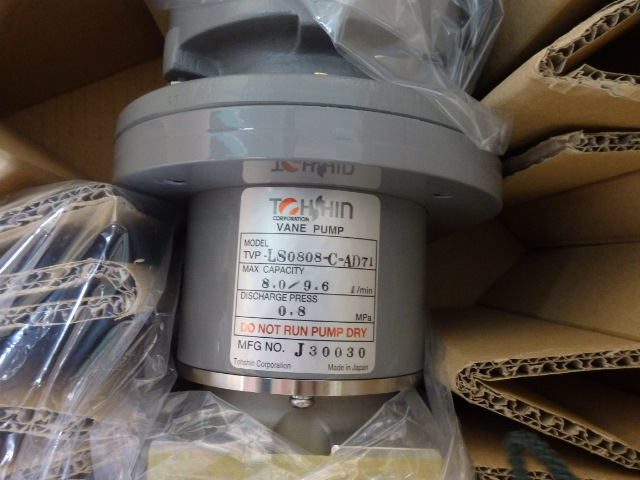 TOHSHIN
CORPORATION
VANE PUMP
MODEL
TVP-LS0808-C-AD71
MAX CAPACITY
8.0/9.6 ℓ/min
DISCHARGE PRESS
0.8 MPa
DO NOT RUN PUMP DRY
MFG NO. J30030
Tohshin Corporation Made in Japan